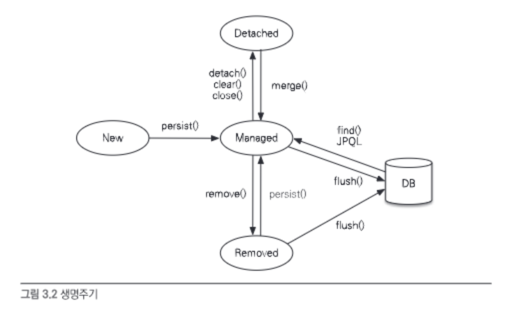 Detached
detach()
clear()
close()
merge()
New
persist()
Managed
find()
JPQL
flush()
DB
remove()
persist()
flush()
Removed
그림 3.2 생명주기